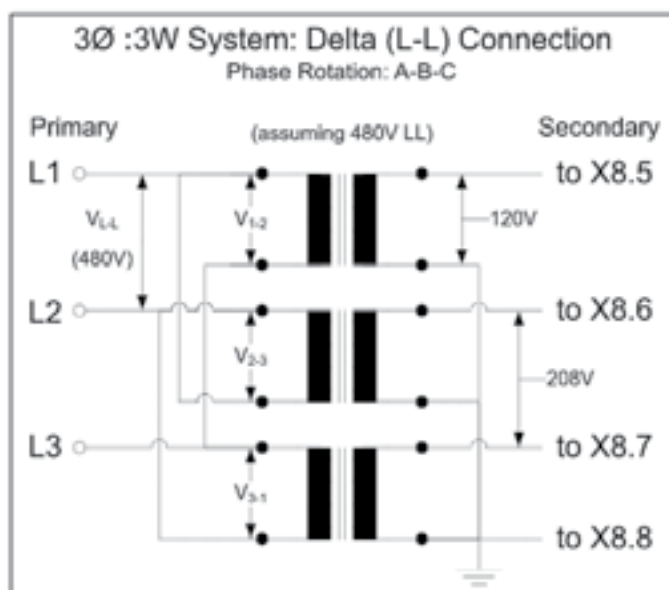 3Ø :3W System: Delta (L-L) Connection
Phase Rotation: A-B-C
Primary (assuming 480V LL) Secondary
L1 to X8.5
V1-2
VL-L
(480V)
120V
L2 to X8.6
V2-3
208V
L3 to X8.7
V3-1
to X8.8